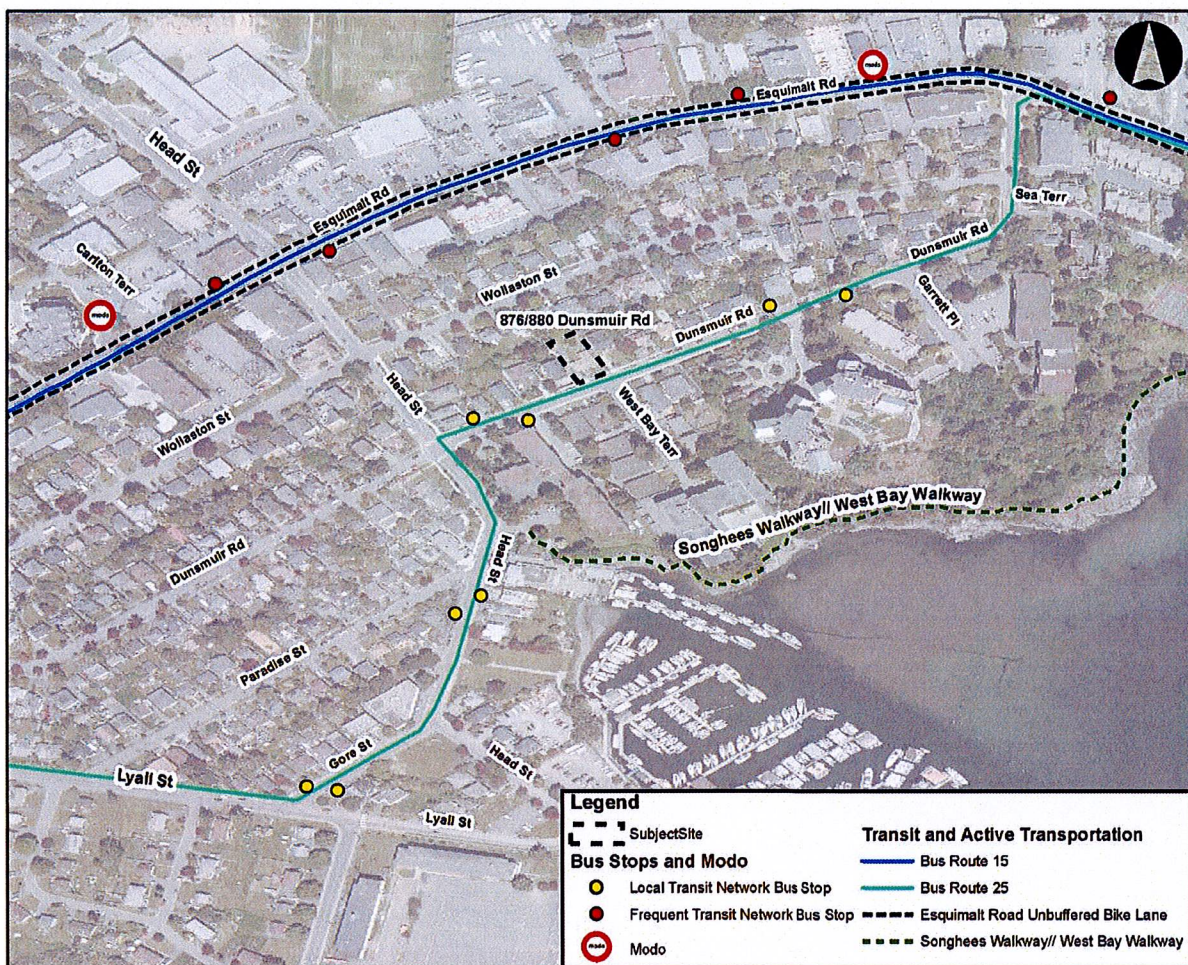 modo
Esquimalt Rd
Head St
Esquimalt Rd
Sea Terr
Carlton Terr
Dunsmuir Rd
Wollaston St
Garrett Pl
modo
876/880 Dunsmuir Rd
Dunsmuir Rd
Head St
West Bay Terr
Wollaston St
Songhees Walkway// West Bay Walkway
Dunsmuir Rd
Head St
Paradise St
Gore St
Head St
Lyall St
Lyall St
Legend
SubjectSite
Bus Stops and Modo
Local Transit Network Bus Stop
Frequent Transit Network Bus Stop
modo
Modo
Transit and Active Transportation
Bus Route 15
Bus Route 25
Esquimalt Road Unbuffered Bike Lane
Songhees Walkway// West Bay Walkway